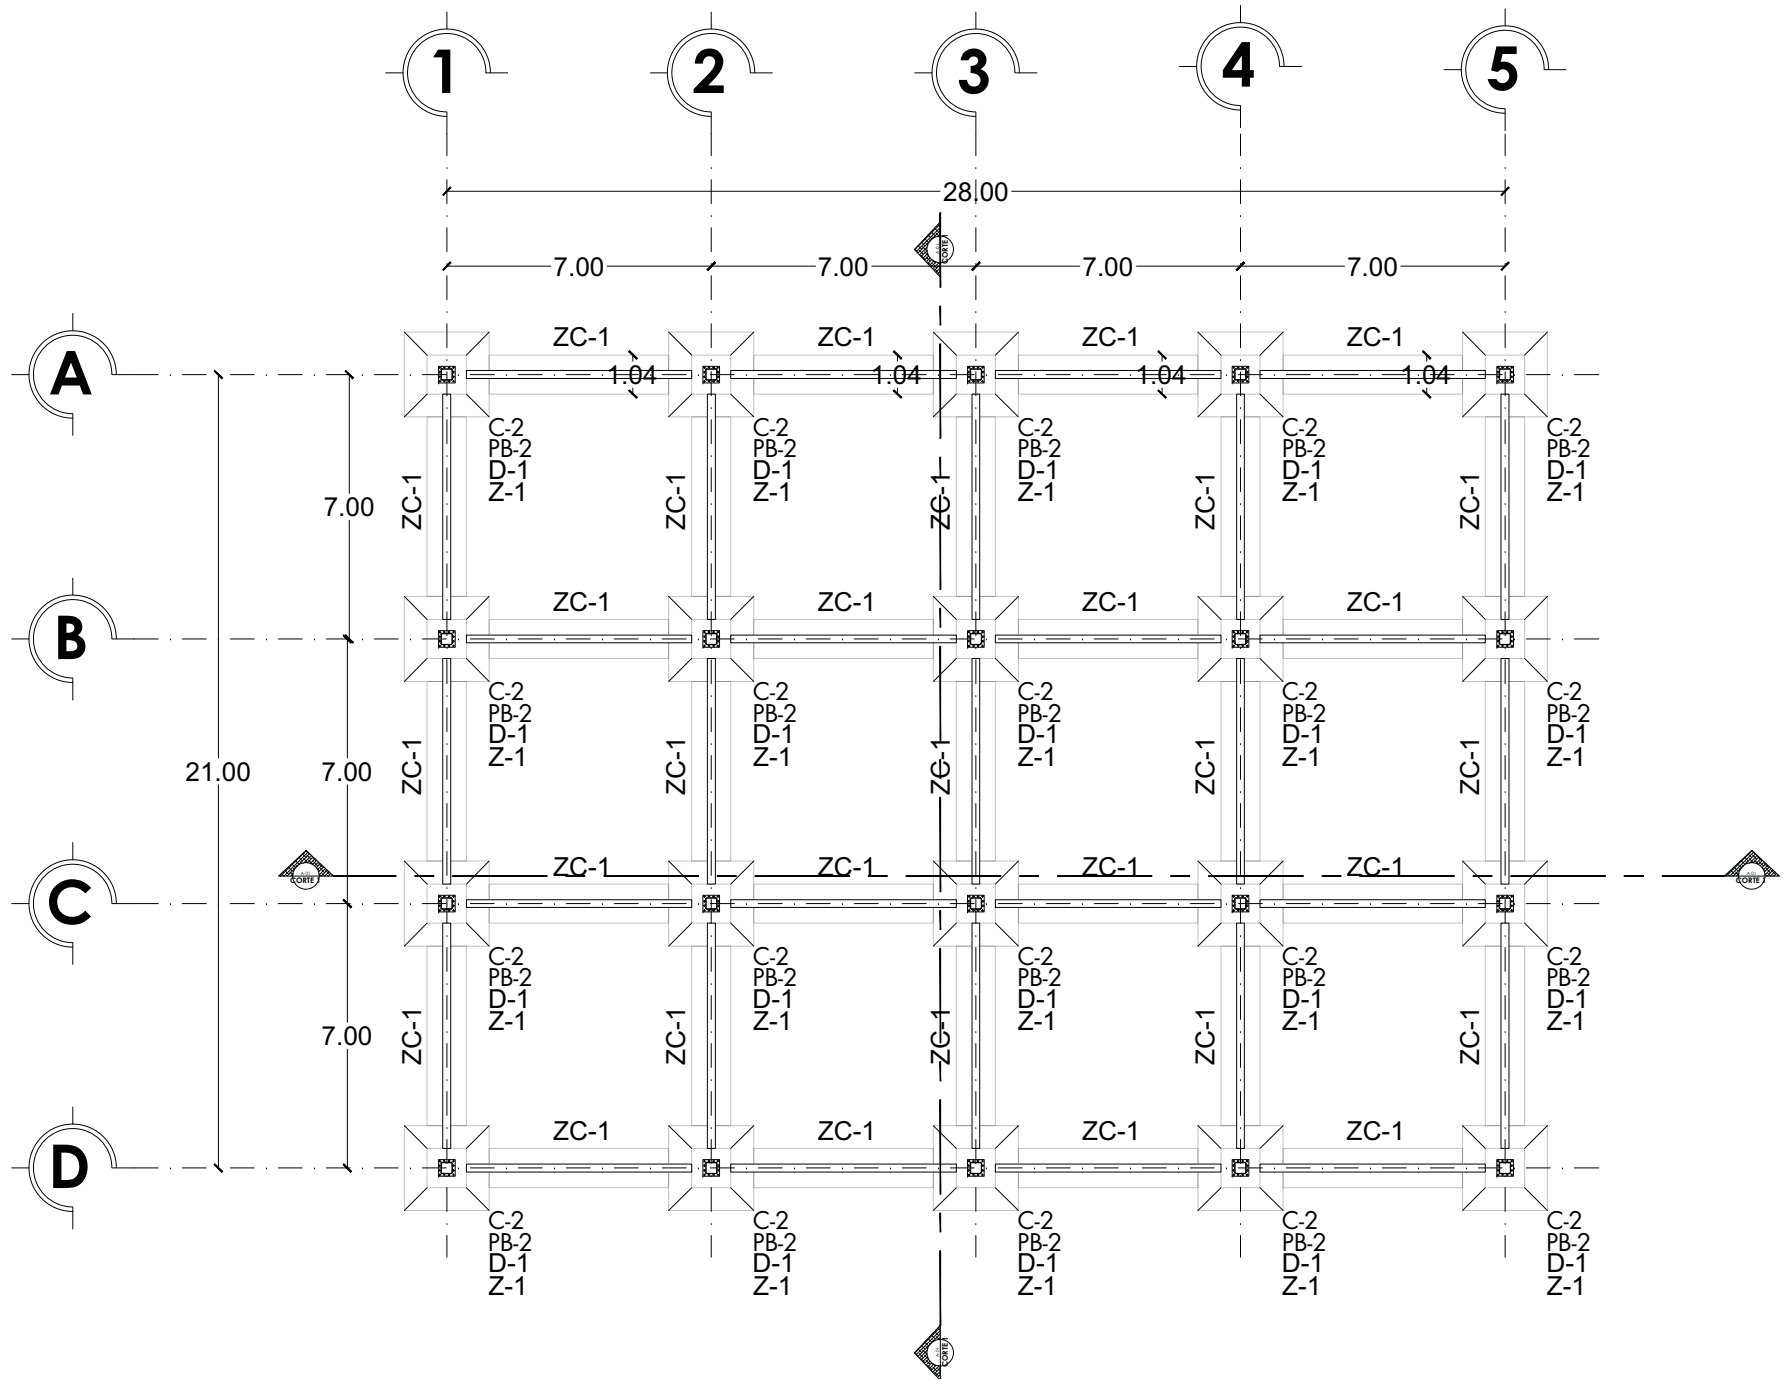 1 2 3 4 5
28.00
7.00 7.00 7.00 7.00
CORTE 1
ZC-1 ZC-1 ZC-1 ZC-1
A
1.04 1.04 1.04 1.04
C-2 C-2 C-2 C-2 C-2
PB-2 PB-2 PB-2 PB-2 PB-2
D-1 D-1 D-1 D-1 D-1
Z-1 Z-1 Z-1 Z-1 Z-1
7.00 ZC-1 ZC-1 ZC-1 ZC-1 ZC-1
ZC-1 ZC-1 ZC-1 ZC-1
B
C-2 C-2 C-2 C-2 C-2
PB-2 PB-2 PB-2 PB-2 PB-2
D-1 D-1 D-1 D-1 D-1
Z-1 Z-1 Z-1 Z-1 Z-1
21.00 7.00 ZC-1 ZC-1 ZC-1 ZC-1 ZC-1
ZC-1 ZC-1 ZC-1 ZC-1
CORTE 1 CORTE 1
C
C-2 C-2 C-2 C-2 C-2
PB-2 PB-2 PB-2 PB-2 PB-2
D-1 D-1 D-1 D-1 D-1
Z-1 Z-1 Z-1 Z-1 Z-1
7.00 ZC-1 ZC-1 ZC-1 ZC-1 ZC-1
ZC-1 ZC-1 ZC-1 ZC-1
D
C-2 C-2 C-2 C-2 C-2
PB-2 PB-2 PB-2 PB-2 PB-2
D-1 D-1 D-1 D-1 D-1
Z-1 Z-1 Z-1 Z-1 Z-1
CORTE 1